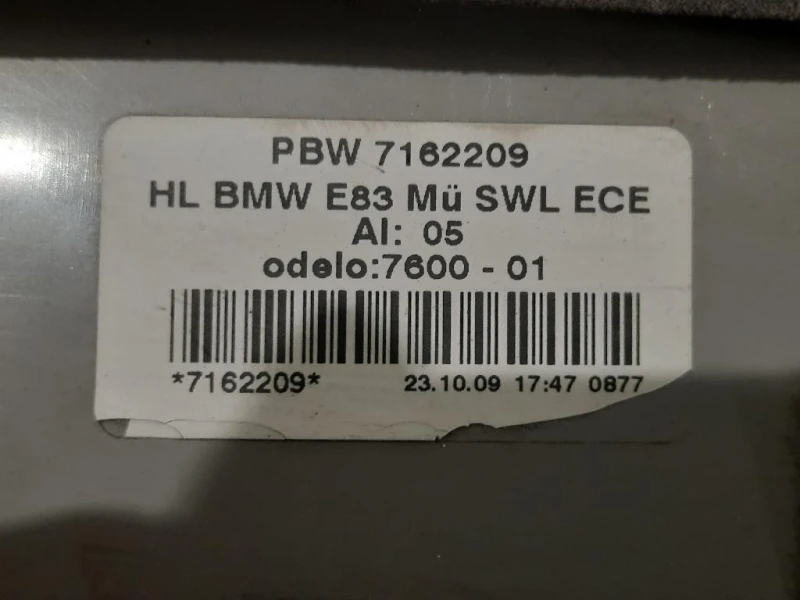 PBW 7162209
HL BMW E83 Mü SWL ECE
AI: 05
odelo:7600 - 01
*7162209* 23.10.09 17:47 0877